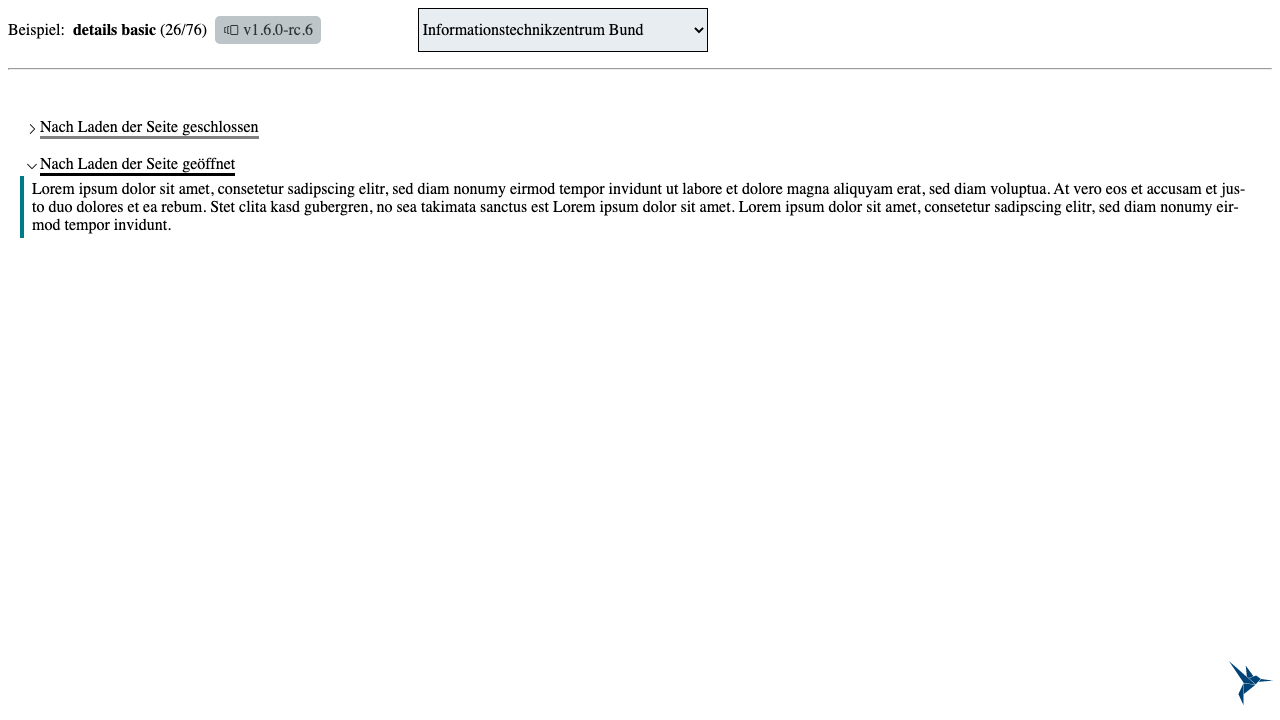 Beispiel: details basic (26/76) v1.6.0-rc.6 Informationstechnikzentrum Bund
Nach Laden der Seite geschlossen
Nach Laden der Seite geöffnet
Lorem ipsum dolor sit amet, consetetur sadipscing elitr, sed diam nonumy eirmod tempor invidunt ut labore et dolore magna aliquyam erat, sed diam voluptua. At vero eos et accusam et jus-
to duo dolores et ea rebum. Stet clita kasd gubergren, no sea takimata sanctus est Lorem ipsum dolor sit amet. Lorem ipsum dolor sit amet, consetetur sadipscing elitr, sed diam nonumy eir-
mod tempor invidunt.